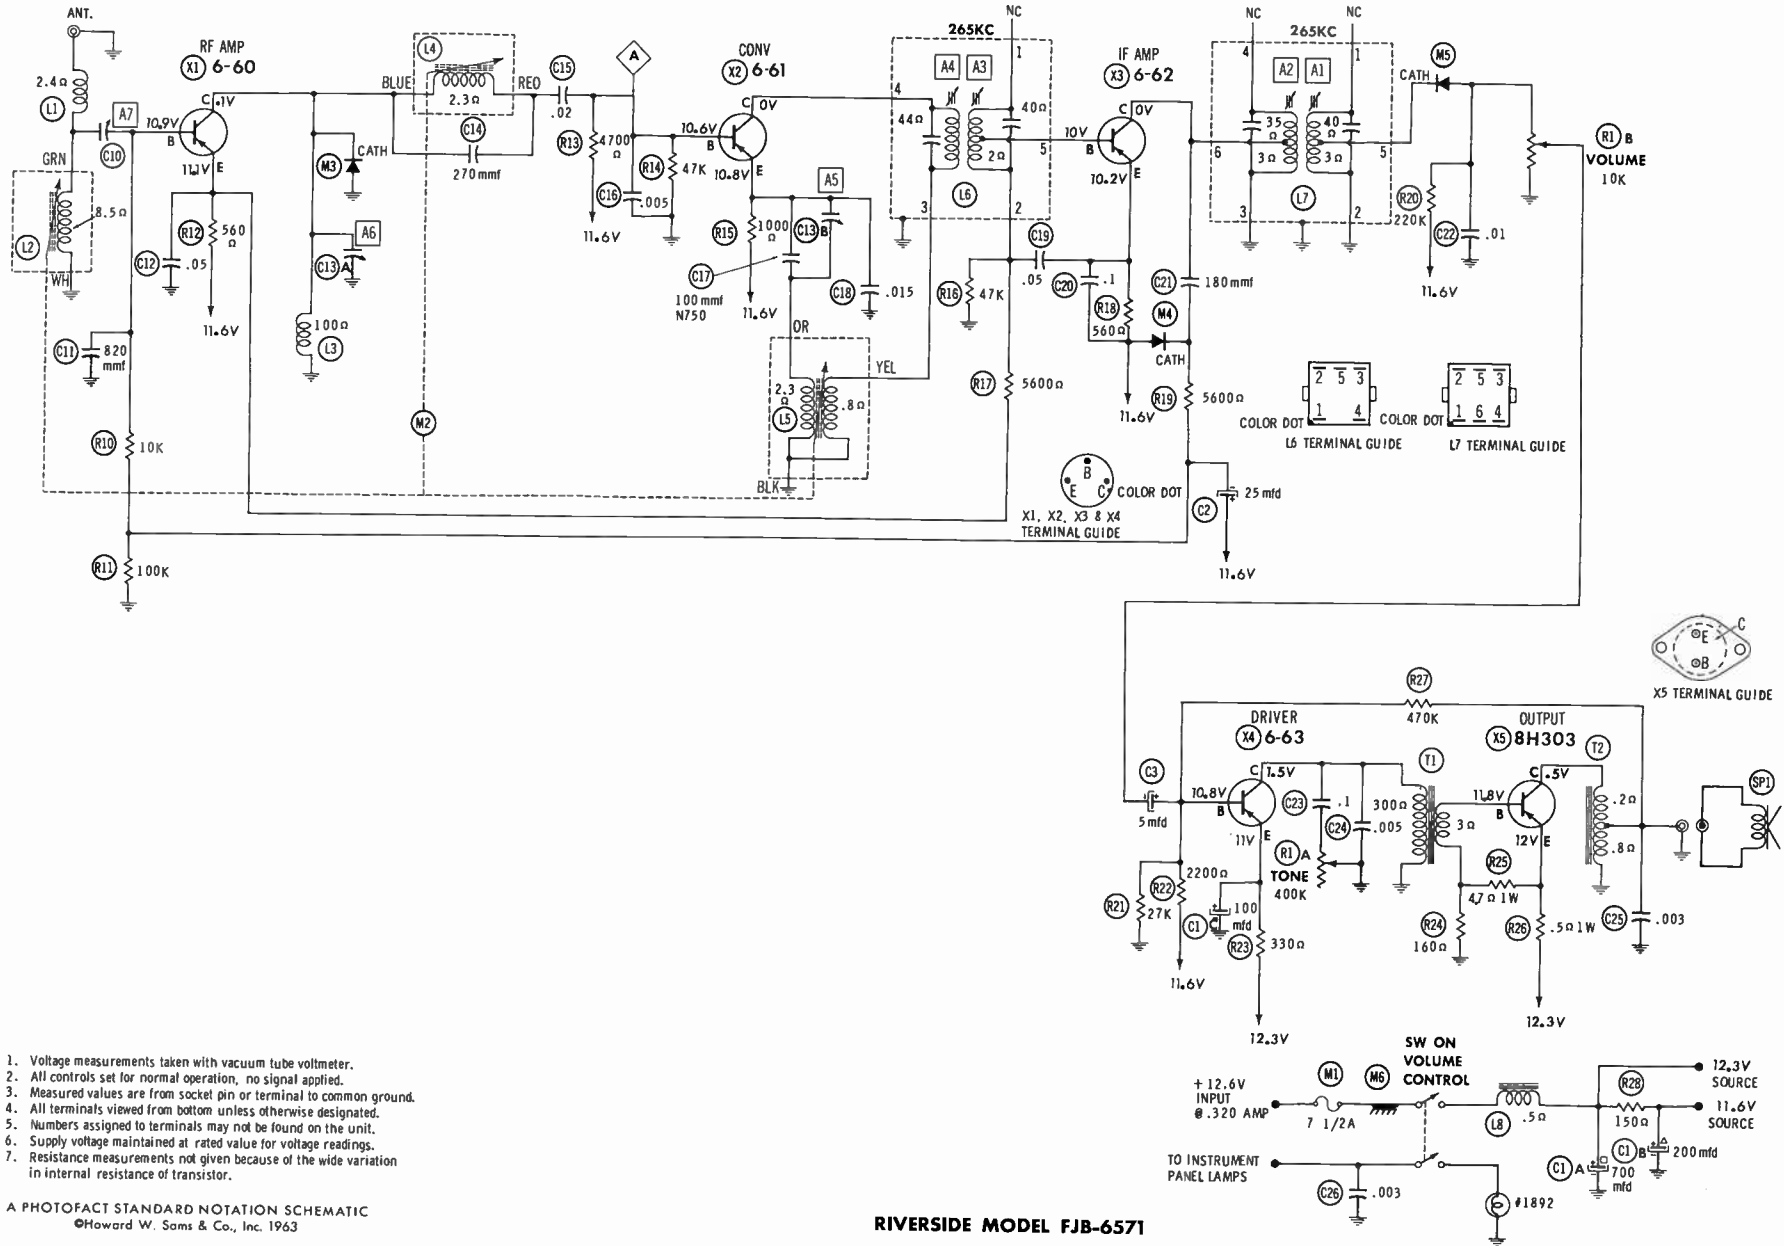 ANT.
2.4Ω
L1
A7
C10
GRN
L2
8.5Ω
WH
RF AMP
X1 6-60
C .1V
10.9V
B
11.1V
E
C12 .05
R12 560 Ω
11.6V
C11 820 mmf
R10 10K
R11 100K
M3 CATH
A6
C13 A
100Ω
L3
BLUE
L4
RED
2.3Ω
C14
270 mmf
M2
C15
.02
A
R13 4700 Ω
C16 .005
R14 47K
11.6V
CONV
X2 6-61
C 0V
10.6V
B
10.8V
E
R15 1000 Ω
A5
C13 B
C17
100 mmf
N750
C18 .015
11.6V
OR
YEL
2.3 Ω
L5
.8Ω
BLK
265KC
NC
A4 A3
4
1
44Ω
40Ω
2Ω
5
L6
3
2
IF AMP
X3 6-62
C 0V
10V
B
10.2V
E
C19
.05
R16 47K
C20 .1
R18
560Ω
C21 180 mmf
M4
CATH
R17 5600Ω
R19 5600Ω
11.6V
NC
NC
265KC
4
1
A2 A1
35 Ω
40 Ω
3Ω
3Ω
6
5
L7
3
2
M5
CATH
R20
220K
C22 .01
11.6V
R1 B
VOLUME
10K
2 5 3
1 4
COLOR DOT
L6 TERMINAL GUIDE
2 5 3
1 6 4
COLOR DOT
L7 TERMINAL GUIDE
B
E C
COLOR DOT
X1, X2, X3 & X4
TERMINAL GUIDE
C2
25 mfd
11.6V
E
B
C
X5 TERMINAL GUIDE
R27
470K
DRIVER
X4 6-63
C 1.5V
C3
5 mfd
10.8V
B
11V
E
R21 27K
R22 2200Ω
11.6V
C1 C
100 mfd
R23 330Ω
12.3V
C23 .1
C24 .005
R1 A
TONE
400K
T1
300Ω
3Ω
OUTPUT
X5 8H303
C .5V
11.8V
B
12V E
R25
4.7Ω 1W
R24
160Ω
R26 .5Ω 1W
12.3V
T2
.2Ω
.8Ω
C25 .003
SP1
1. Voltage measurements taken with vacuum tube voltmeter.
2. All controls set for normal operation, no signal applied.
3. Measured values are from socket pin or terminal to common ground.
4. All terminals viewed from bottom unless otherwise designated.
5. Numbers assigned to terminals may not be found on the unit.
6. Supply voltage maintained at rated value for voltage readings.
7. Resistance measurements not given because of the wide variation
in internal resistance of transistor.
A PHOTOFACT STANDARD NOTATION SCHEMATIC
©Howard W. Sams & Co., Inc. 1963
RIVERSIDE MODEL FJB-6571
+12.6V
INPUT
@ .320 AMP
M1
7 1/2A
M6
SW ON
VOLUME
CONTROL
L8 .5Ω
R28
150Ω
12.3V
SOURCE
11.6V
SOURCE
C1 A
700
mfd
C1 B
200 mfd
TO INSTRUMENT
PANEL LAMPS
C26 .003
#1892